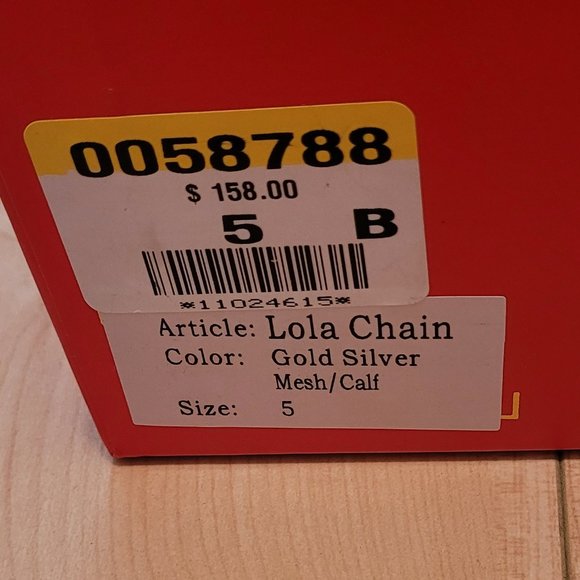 0058788
$ 158.00
5 B
*11024615*
Article: Lola Chain
Color: Gold Silver
Mesh/Calf
Size: 5